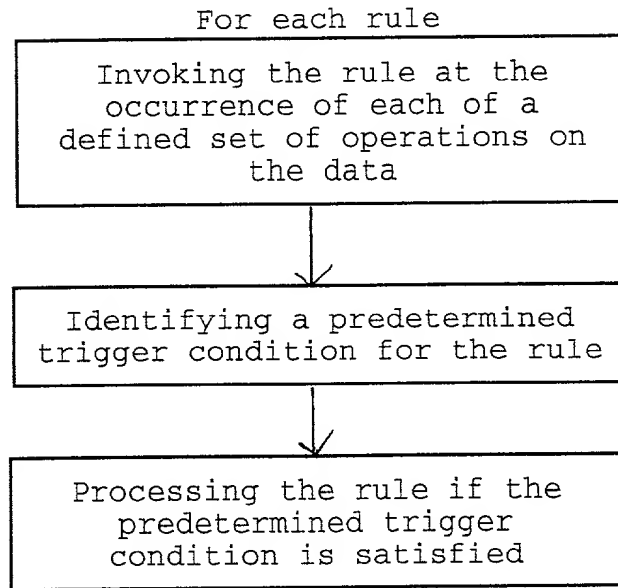 For each rule
Invoking the rule at the
occurrence of each of a
defined set of operations on
the data
Identifying a predetermined
trigger condition for the rule
Processing the rule if the
predetermined trigger
condition is satisfied